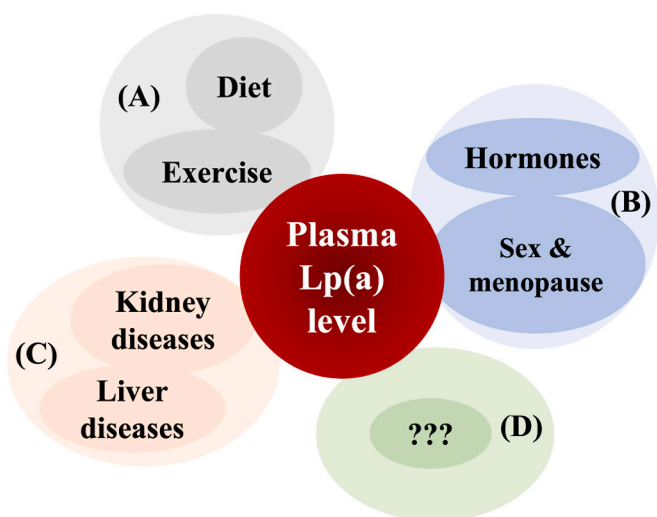 (A)
Diet
Exercise
Hormones
(B)
Sex &
menopause
Plasma
Lp(a)
level
(C)
Kidney
diseases
Liver
diseases
???
(D)